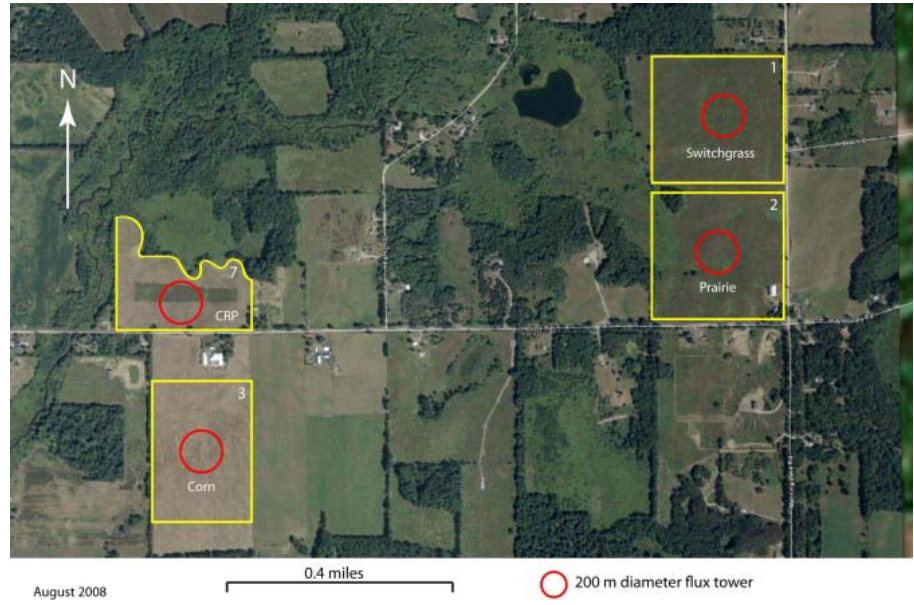 N
1
Switchgrass
2
Prairie
7
CRP
3
Corn
August 2008
0.4 miles
200 m diameter flux tower